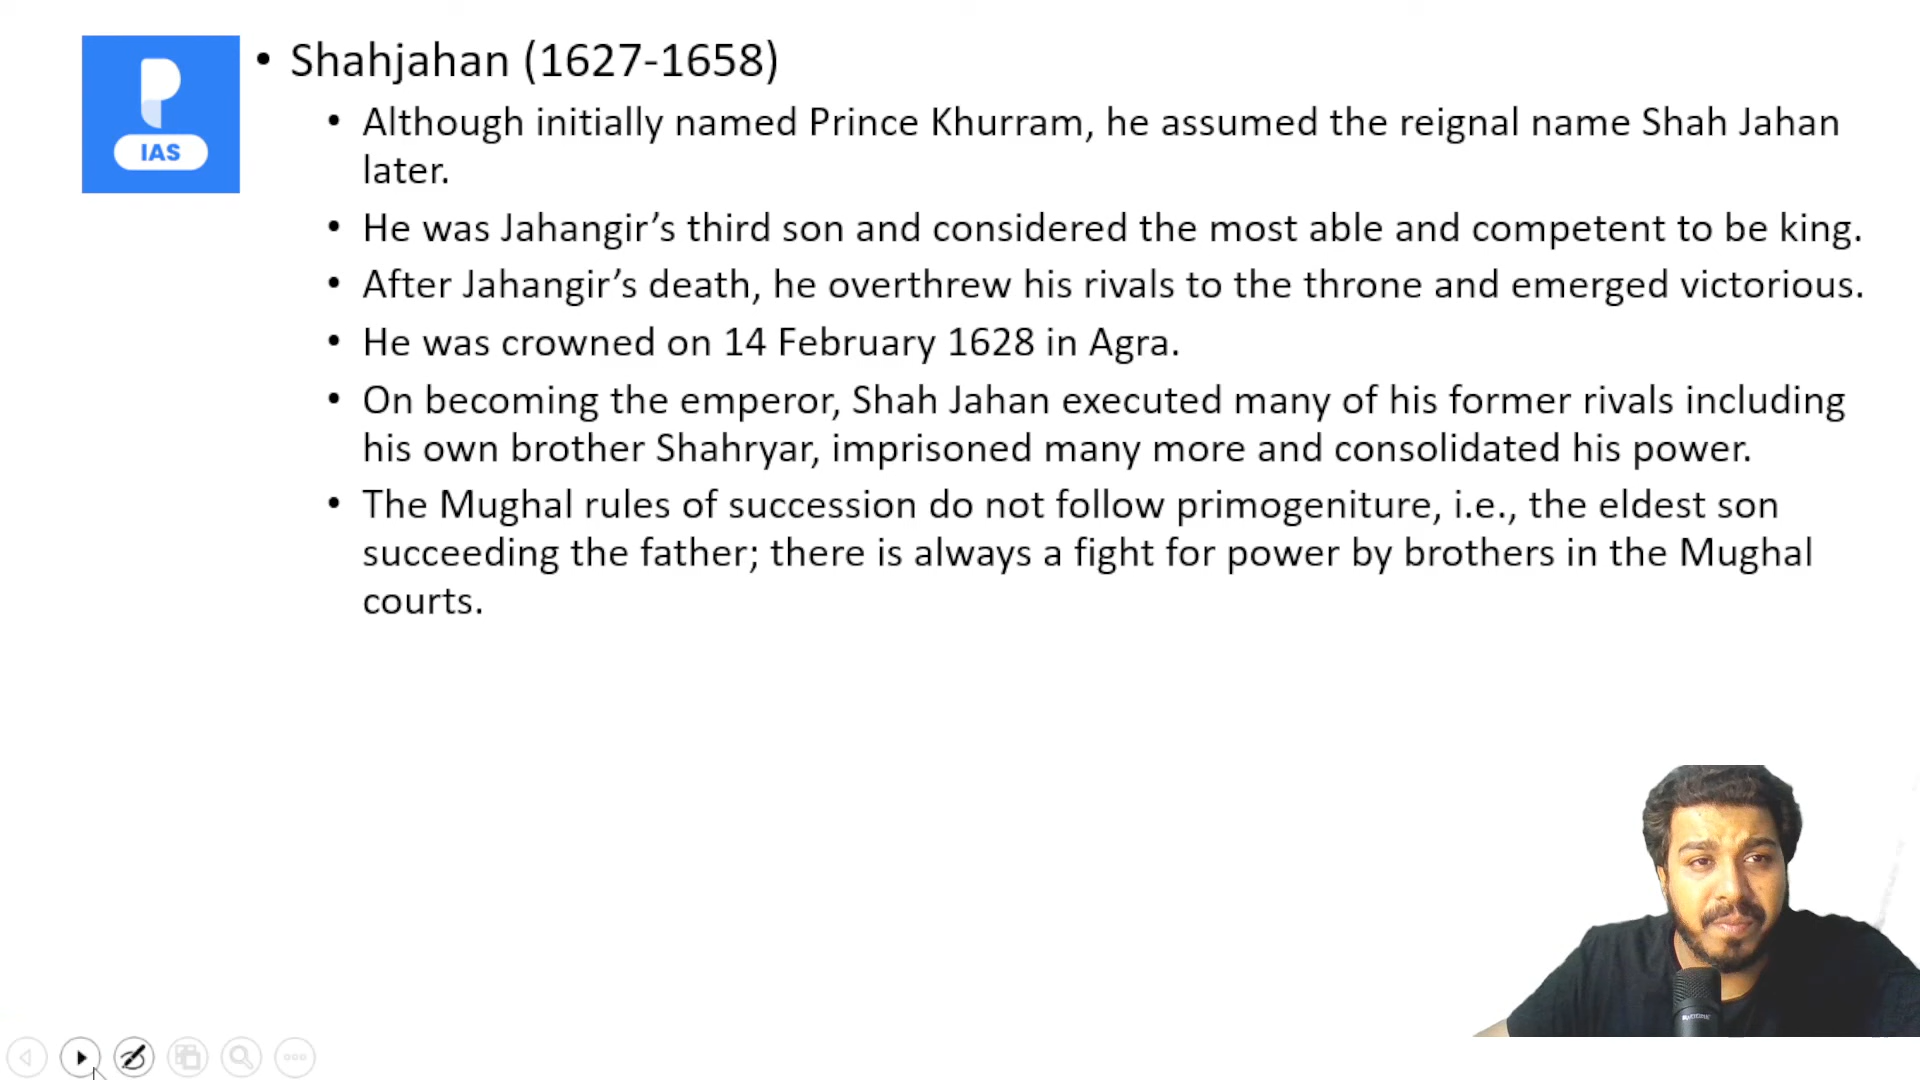 IAS
• Shahjahan (1627-1658)
• Although initially named Prince Khurram, he assumed the reignal name Shah Jahan
later.
• He was Jahangir’s third son and considered the most able and competent to be king.
• After Jahangir’s death, he overthrew his rivals to the throne and emerged victorious.
• He was crowned on 14 February 1628 in Agra.
• On becoming the emperor, Shah Jahan executed many of his former rivals including
his own brother Shahryar, imprisoned many more and consolidated his power.
• The Mughal rules of succession do not follow primogeniture, i.e., the eldest son
succeeding the father; there is always a fight for power by brothers in the Mughal
courts.